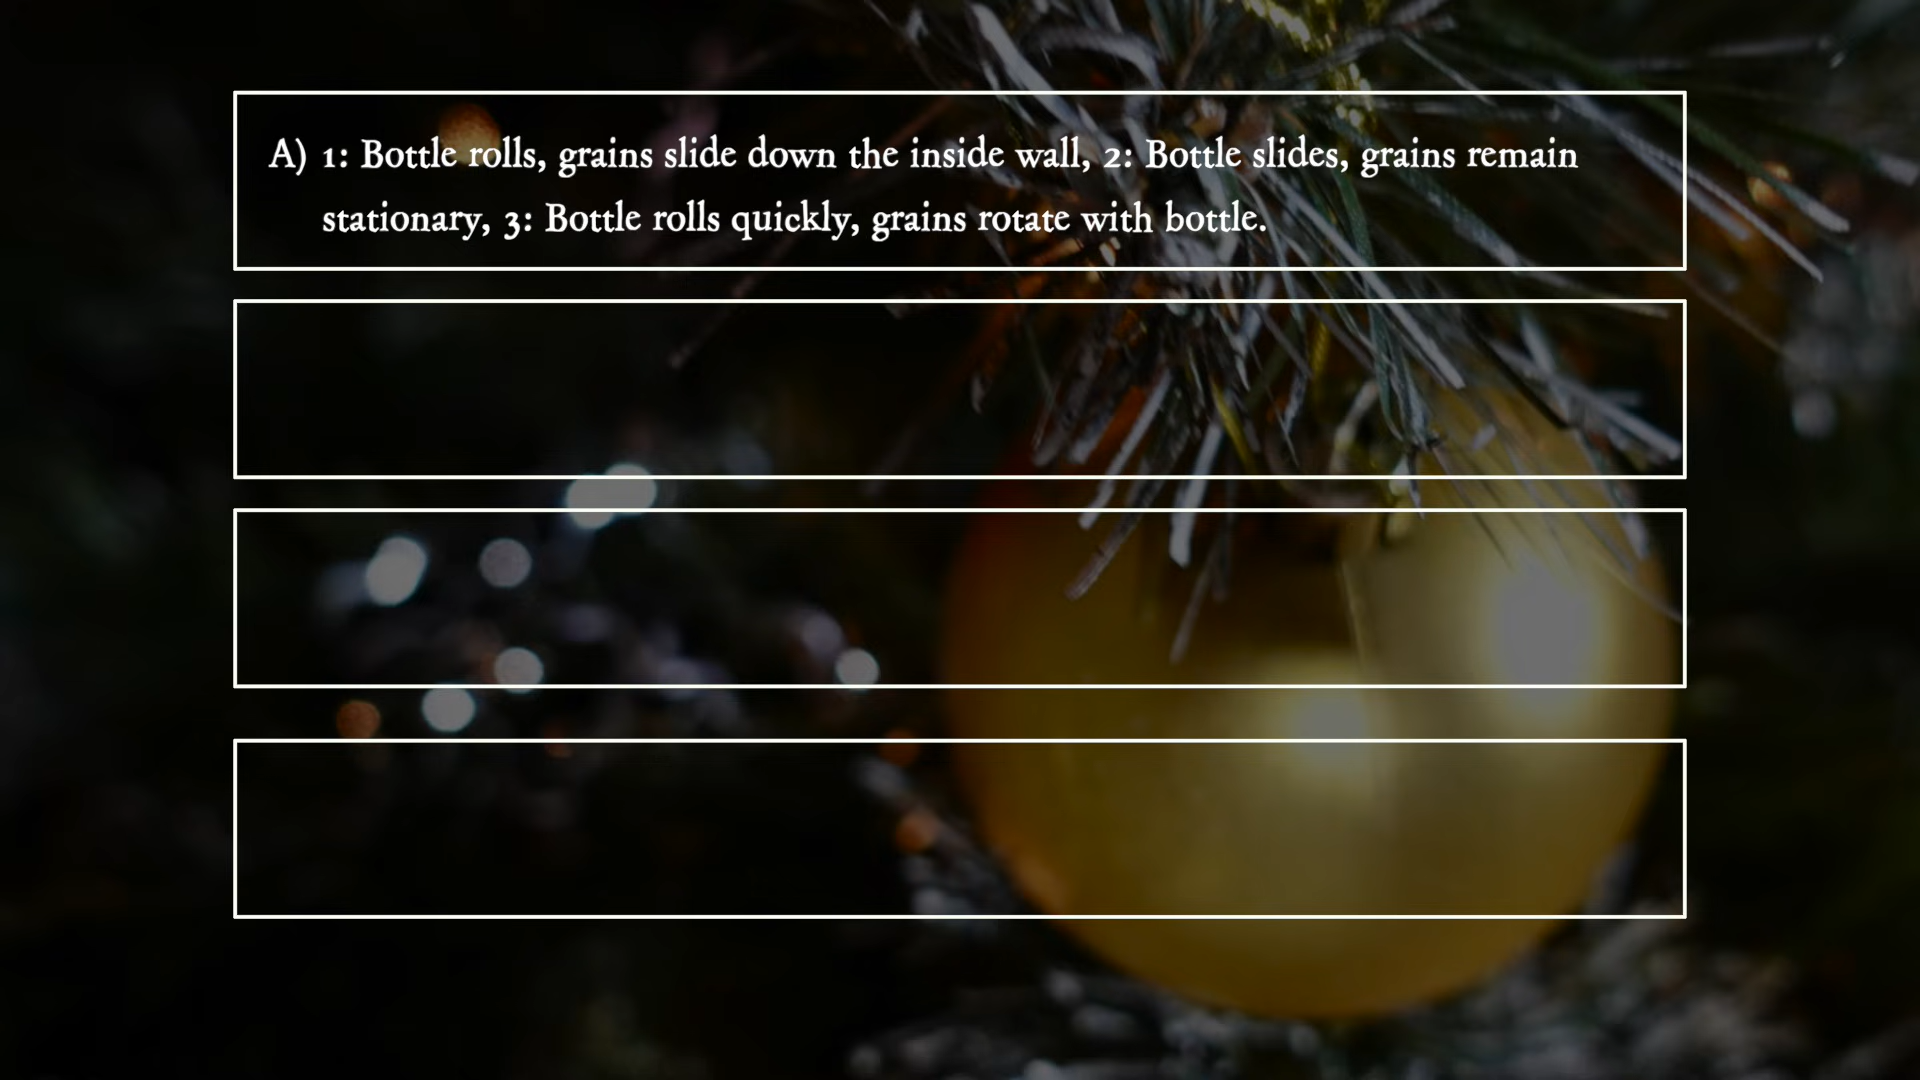 A) 1: Bottle rolls, grains slide down the inside wall, 2: Bottle slides, grains remain
stationary, 3: Bottle rolls quickly, grains rotate with bottle.